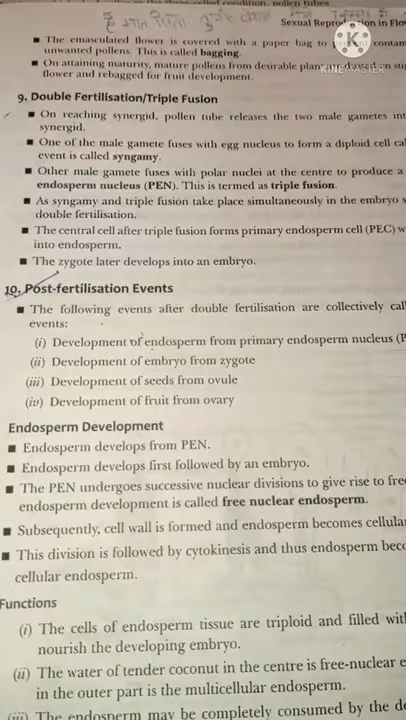 condition, pollen tubes
है
Sexual Reproduction in Flow
■ The emasculated flower is covered with a paper bag to contam
unwanted pollens. This is called bagging.
■ On attaining maturity, mature pollens from desirable plant are dusted on sti
flower and rebagged for fruit development.
KINEMASTER
9. Double Fertilisation/Triple Fusion
■ On reaching synergid, pollen tube releases the two male gametes int
synergid.
■ One of the male gamete fuses with egg nucleus to form a diploid cell cal
event is called syngamy.
■ Other male gamete fuses with polar nuclei at the centre to produce a
endosperm nucleus (PEN). This is termed as triple fusion.
■ As syngamy and triple fusion take place simultaneously in the embryo s
double fertilisation.
■ The central cell after triple fusion forms primary endosperm cell (PEC) w
into endosperm.
■ The zygote later develops into an embryo.
10. Post-fertilisation Events
■ The following events after double fertilisation are collectively call
events:
(i) Development of endosperm from primary endosperm nucleus (P
(ii) Development of embryo from zygote
(iii) Development of seeds from ovule
(iv) Development of fruit from ovary
Endosperm Development
■ Endosperm develops from PEN.
■ Endosperm develops first followed by an embryo.
■ The PEN undergoes successive nuclear divisions to give rise to free
endosperm development is called free nuclear endosperm.
■ Subsequently, cell wall is formed and endosperm becomes cellular
■ This division is followed by cytokinesis and thus endosperm beco
cellular endosperm.
Functions
(i) The cells of endosperm tissue are triploid and filled with
nourish the developing embryo.
(ii) The water of tender coconut in the centre is free-nuclear e
in the outer part is the multicellular endosperm.
(iii) The endosperm may be completely consumed by the de